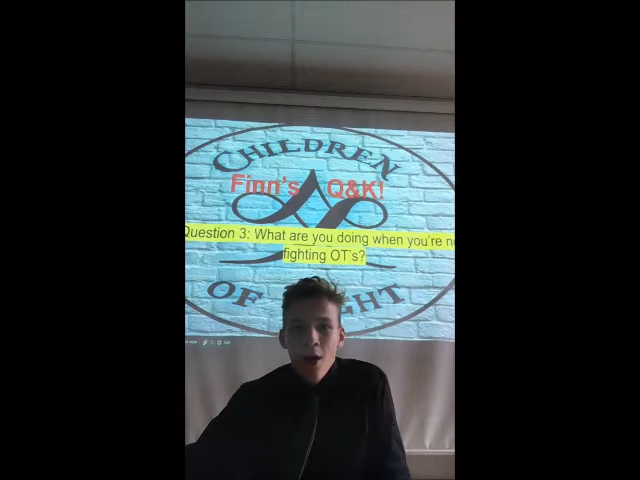 CHILDREN
Finn's Q&K!
Question 3: What are you doing when you're
fighting OT's?
OF